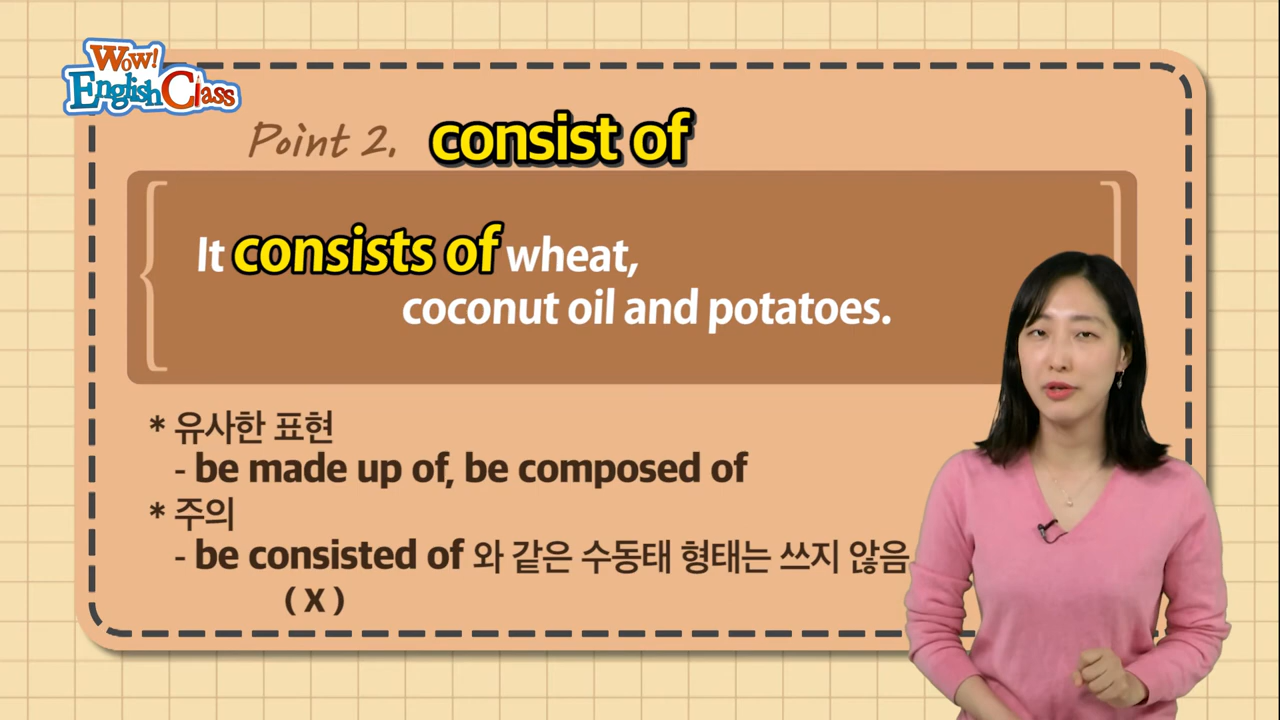 Wow!
English Class
Point 2. consist of
It consists of wheat,
coconut oil and potatoes.
* 유사한 표현
- be made up of, be composed of
* 주의
- be consisted of 와 같은 수동태 형태는 쓰지 않음
( X )